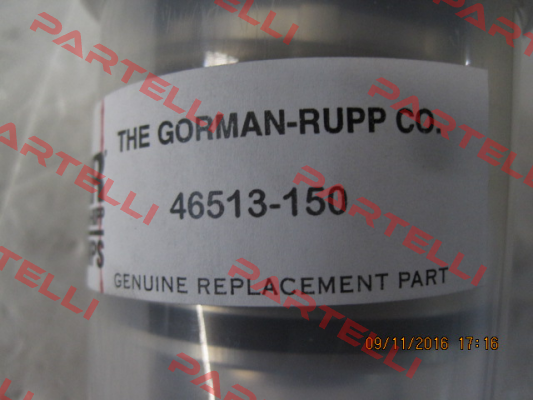 THE GORMAN-RUPP CO.
46513-150
GENUINE REPLACEMENT PART
PS
09/11/2016 17:16
PARTELLI
PARTELLI
PARTELLI
PARTELLI
PARTELLI
PARTELLI